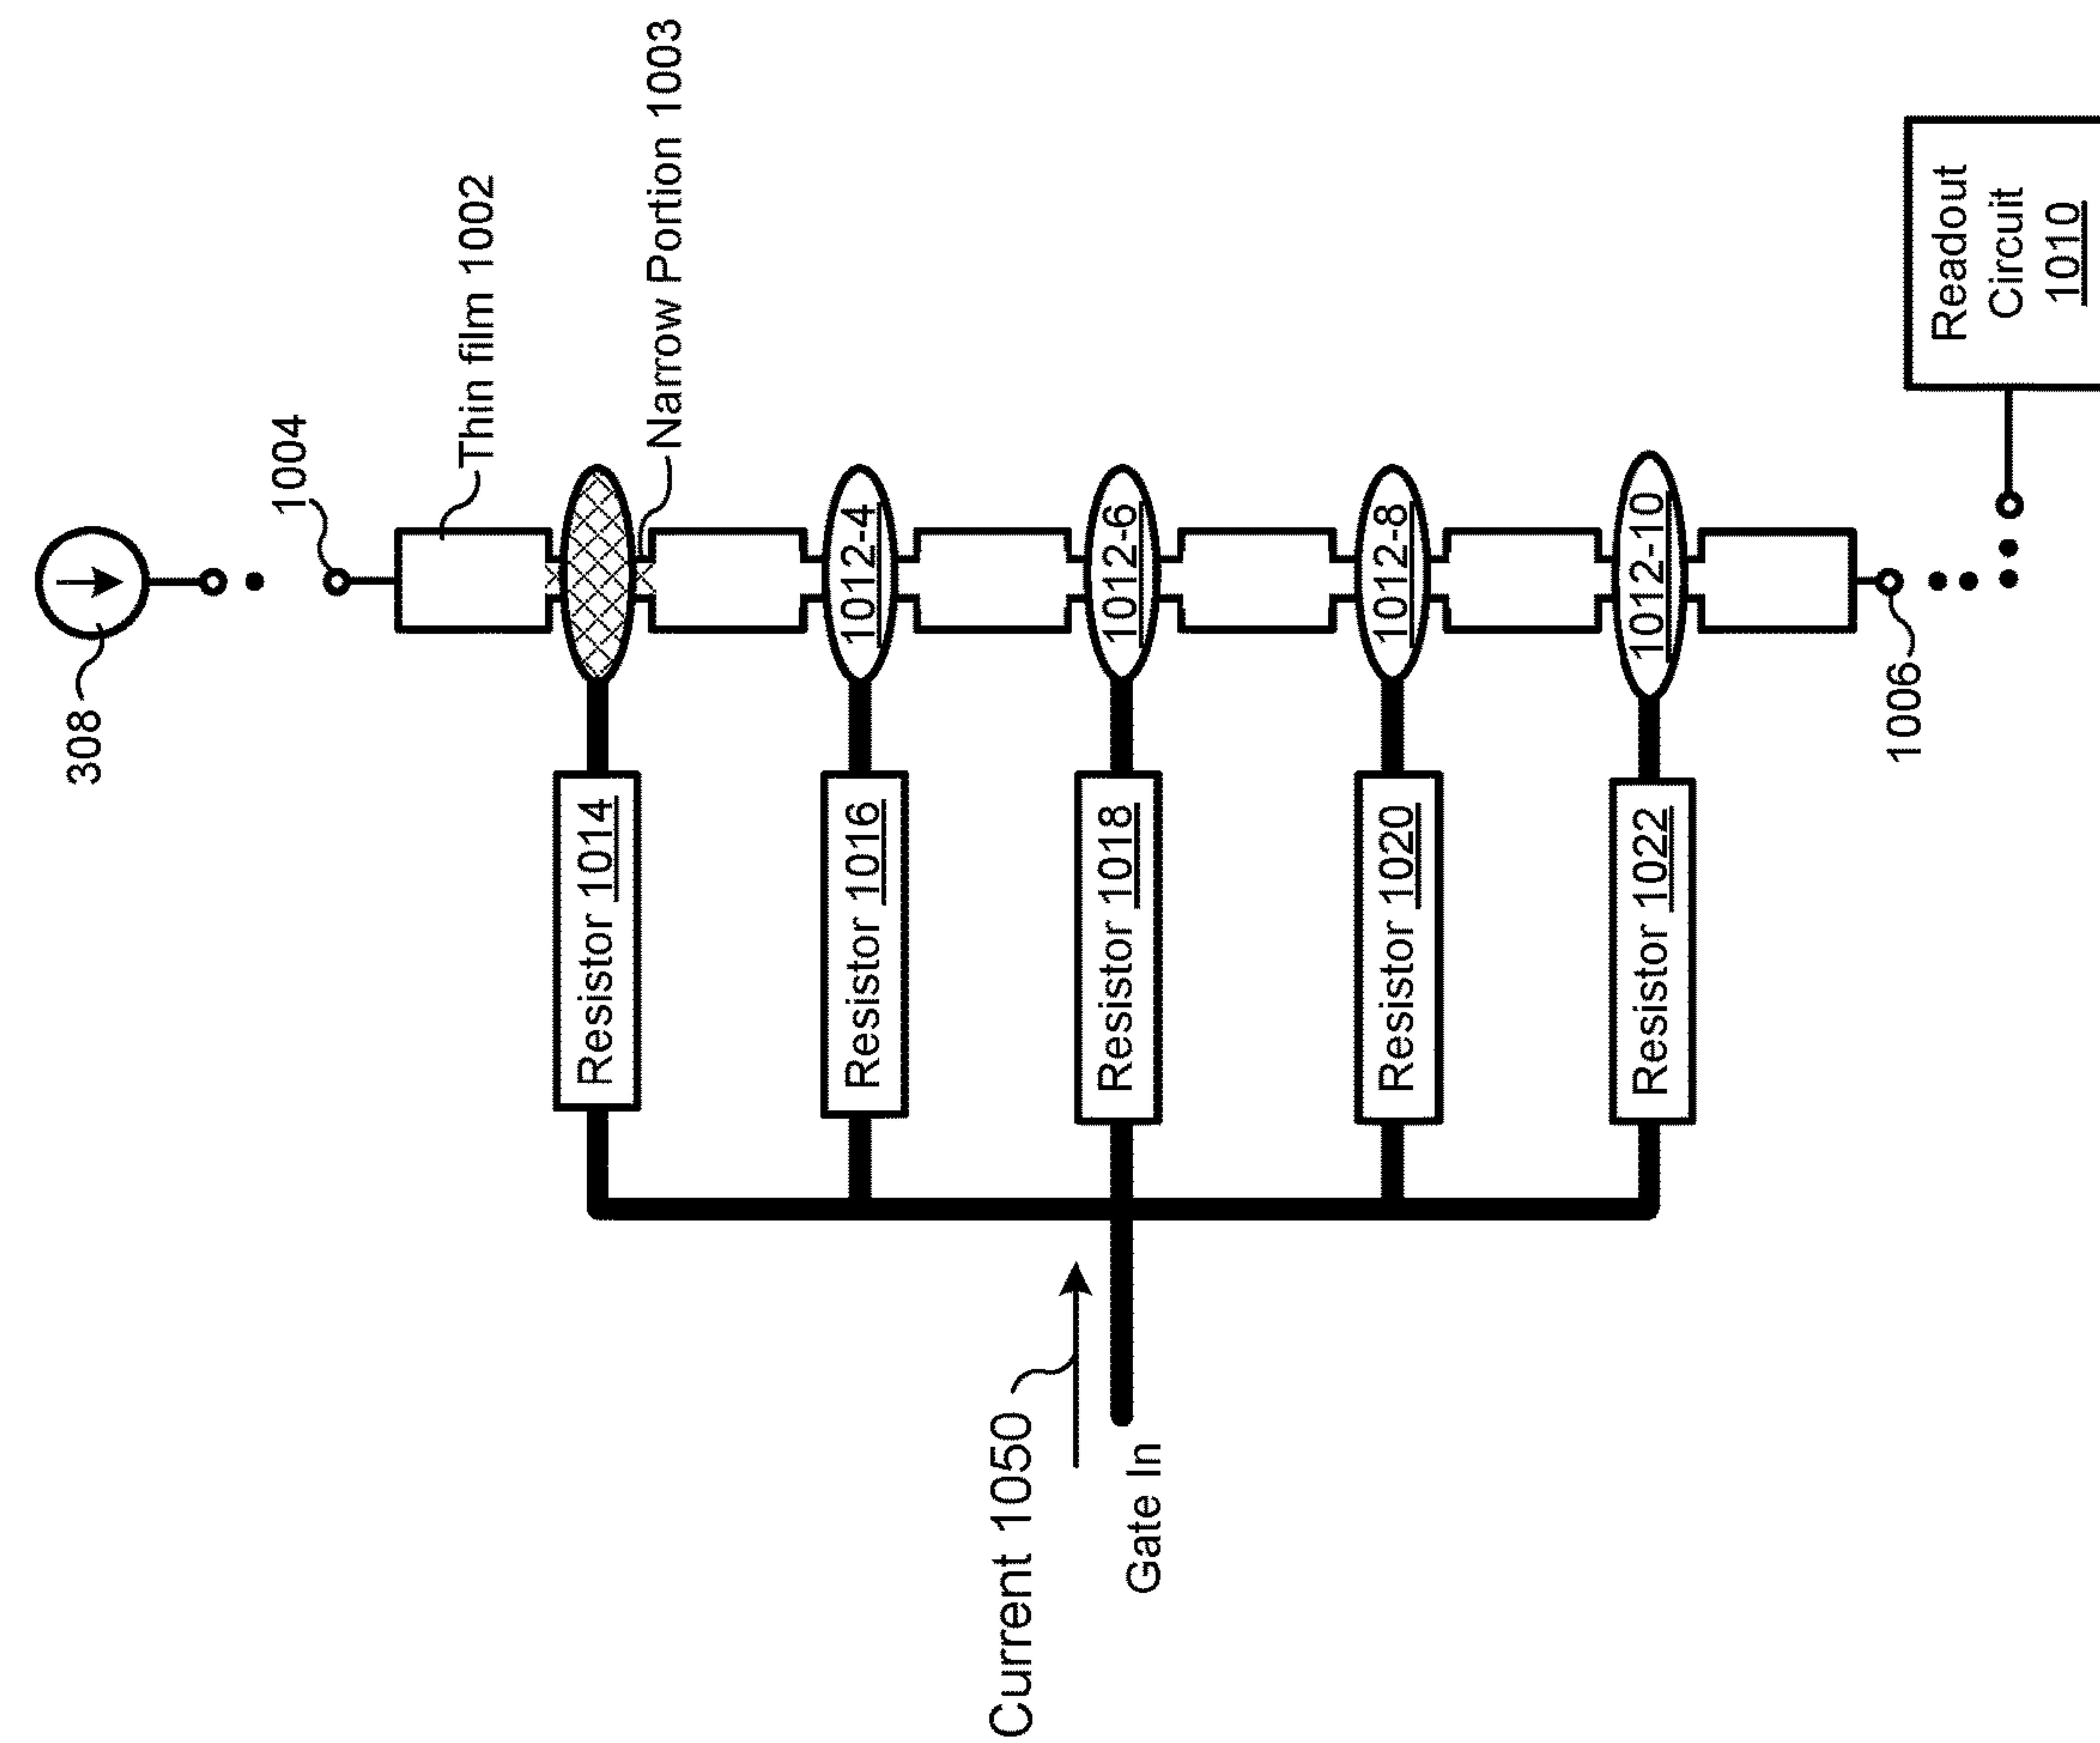 308
1004
Thin film 1002
Narrow Portion 1003
Resistor 1014
Resistor 1016
1012-4
Resistor 1018
1012-6
Resistor 1020
1012-8
Resistor 1022
1012-10
Current 1050
Gate In
1006
Readout
Circuit
1010